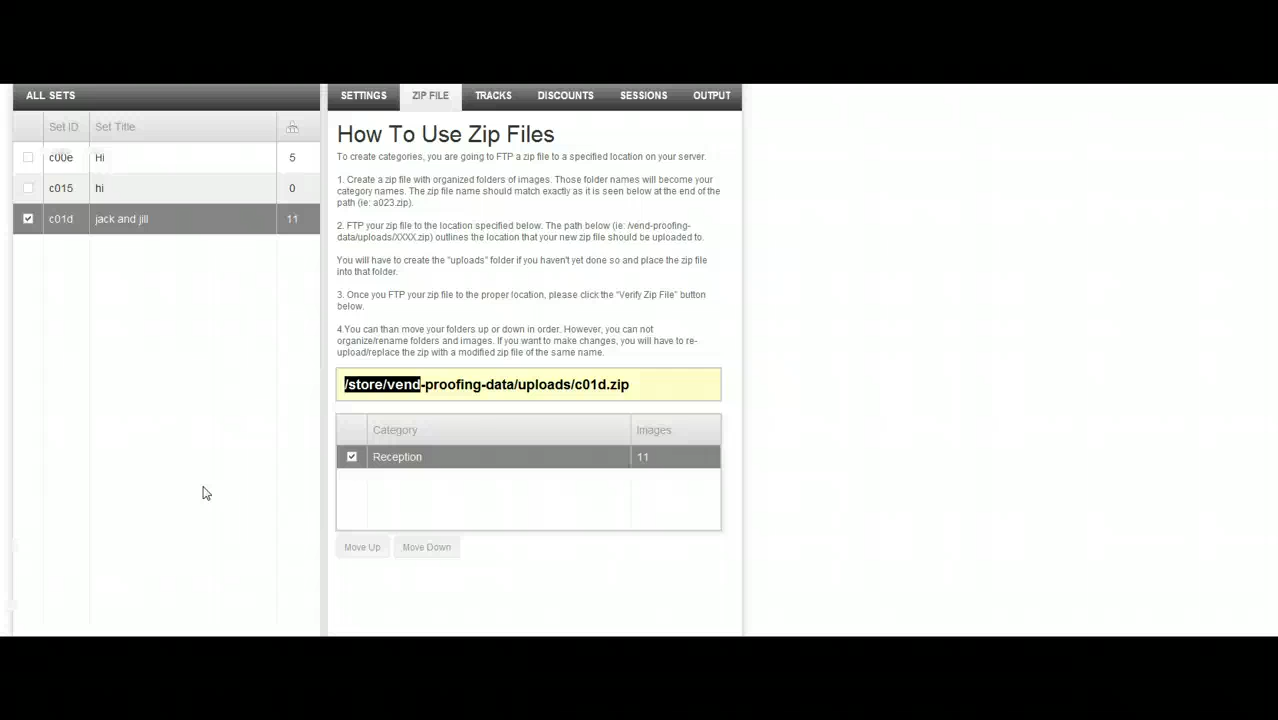 ALL SETS
Set ID Set Title
c00e Hi 5
c015 hi 0
c01d jack and jill 11
SETTINGS ZIP FILE TRACKS DISCOUNTS SESSIONS OUTPUT
How To Use Zip Files
To create categories, you are going to FTP a zip file to a specified location on your server.
1. Create a zip file with organized folders of images. Those folder names will become your
category names. The zip file name should match exactly as it is seen below at the end of the
path (ie: a023.zip).
2. FTP your zip file to the location specified below. The path below (ie: /vend-proofing-
data/uploads/XXXX.zip) outlines the location that your new zip file should be uploaded to.
You will have to create the "uploads" folder if you haven't yet done so and place the zip file
into that folder.
3. Once you FTP your zip file to the proper location, please click the "Verify Zip File" button
below.
4.You can than move your folders up or down in order. However, you can not
organize/rename folders and images. If you want to make changes, you will have to re-
upload/replace the zip with a modified zip file of the same name.
/store/vend-proofing-data/uploads/c01d.zip
Category Images
Reception 11
Move Up Move Down